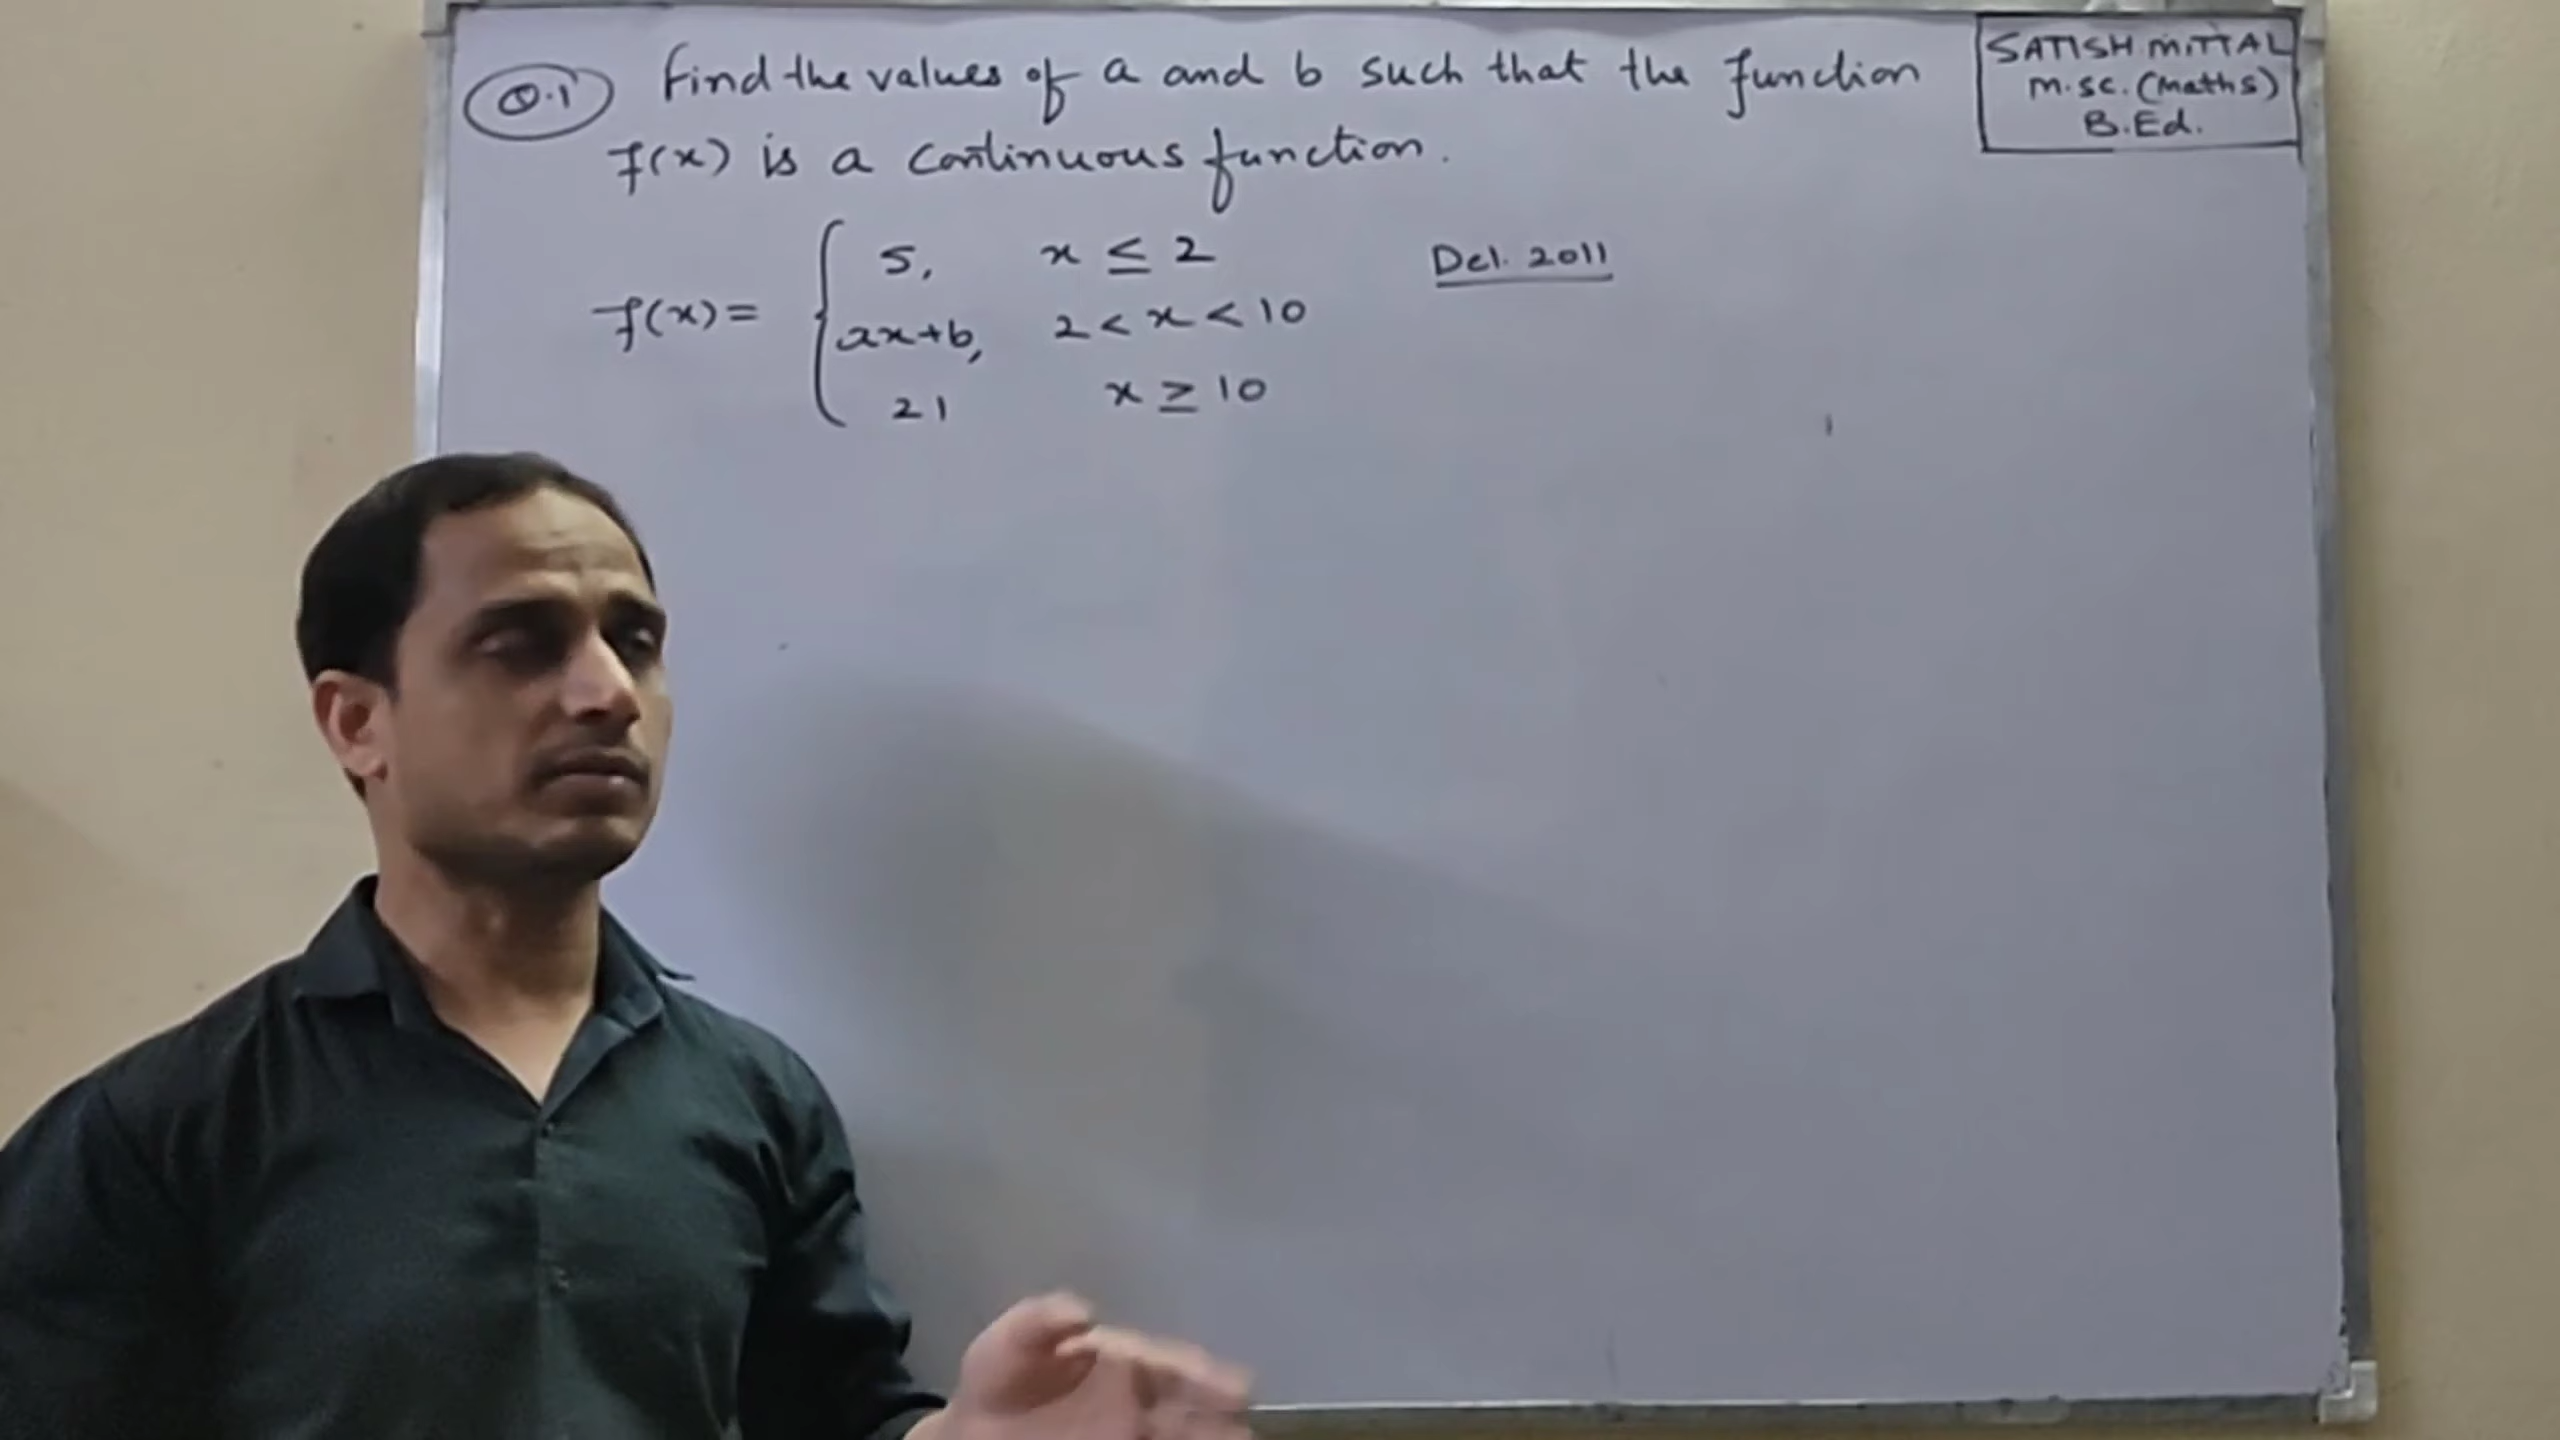 Q.1 Find the values of a and b such that the function
f(x) is a continuous function.
f(x) = { 5, x ≤ 2
ax+b, 2 < x < 10
21 x ≥ 10
Del. 2011
SATISH MITTAL
M.Sc. (Maths)
B.Ed.